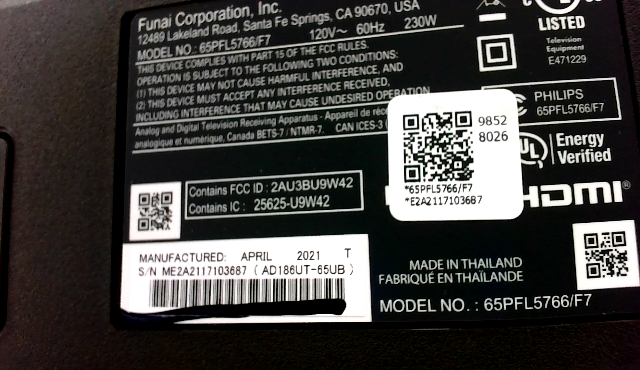 Funai Corporation, Inc.
12489 Lakeland Road, Santa Fe Springs, CA 90670, USA
MODEL NO.: 65PFL5766/F7 120V~ 60Hz 230W
THIS DEVICE COMPLIES WITH PART 15 OF THE FCC RULES.
OPERATION IS SUBJECT TO THE FOLLOWING TWO CONDITIONS:
(1) THIS DEVICE MAY NOT CAUSE HARMFUL INTERFERENCE, AND
(2) THIS DEVICE MUST ACCEPT ANY INTERFERENCE RECEIVED,
INCLUDING INTERFERENCE THAT MAY CAUSE UNDESIRED OPERATION
Analog and Digital Television Receiving Apparatus - Appareil de
analogique et numérique, Canada BETS-7 / NTMR-7. CAN ICES-3 (
LISTED
Television
Equipment
E471229
PHILIPS
65PFL5766/F7
UL Energy
Verified
HDMI®
9852
8026
*65PFL5766/F7
*E2A2117103687
Contains FCC ID : 2AU3BU9W42
Contains IC : 25625-U9W42
MANUFACTURED: APRIL 2021 T
S/N ME2A2117103687 ( AD186UT-65UB )
MADE IN THAILAND
FABRIQUÉ EN THAÏLANDE
MODEL NO. : 65PFL5766/F7